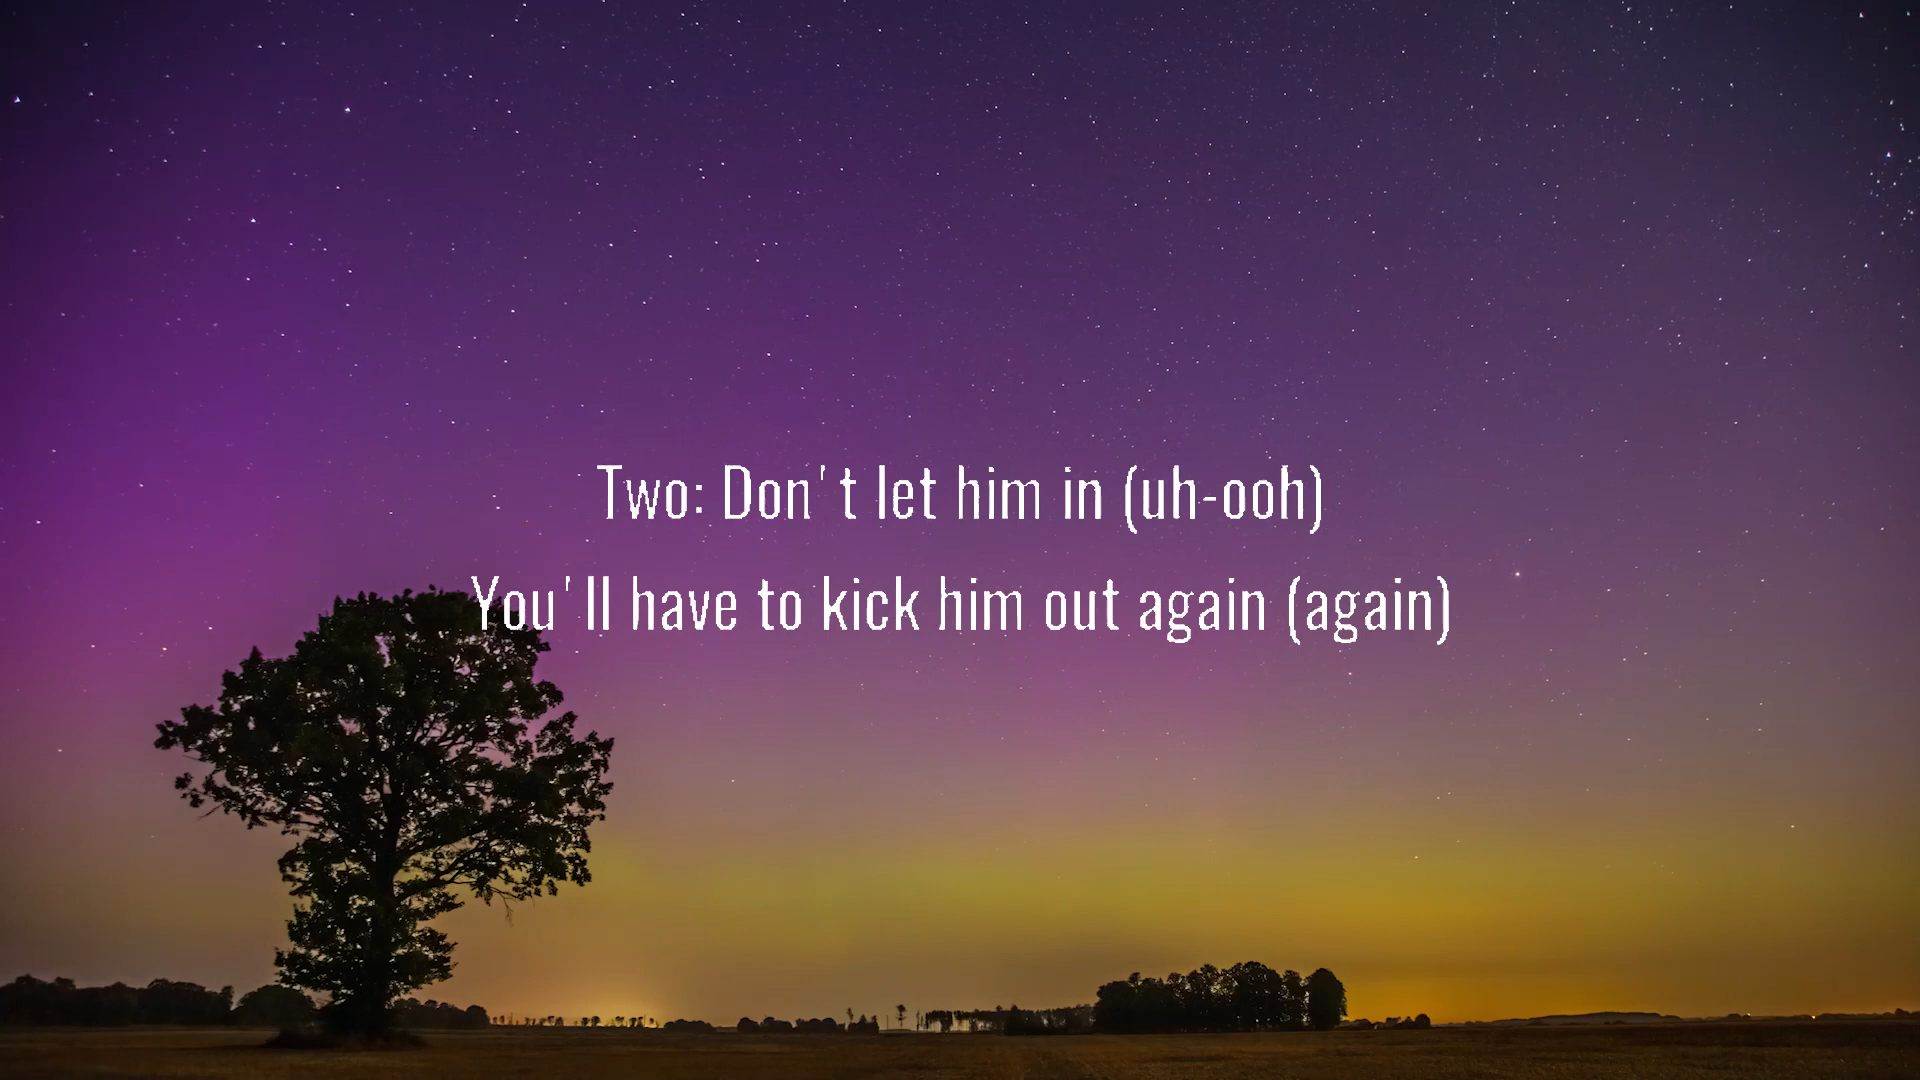 Two: Don't let him in (uh-ooh)
You'll have to kick him out again (again)